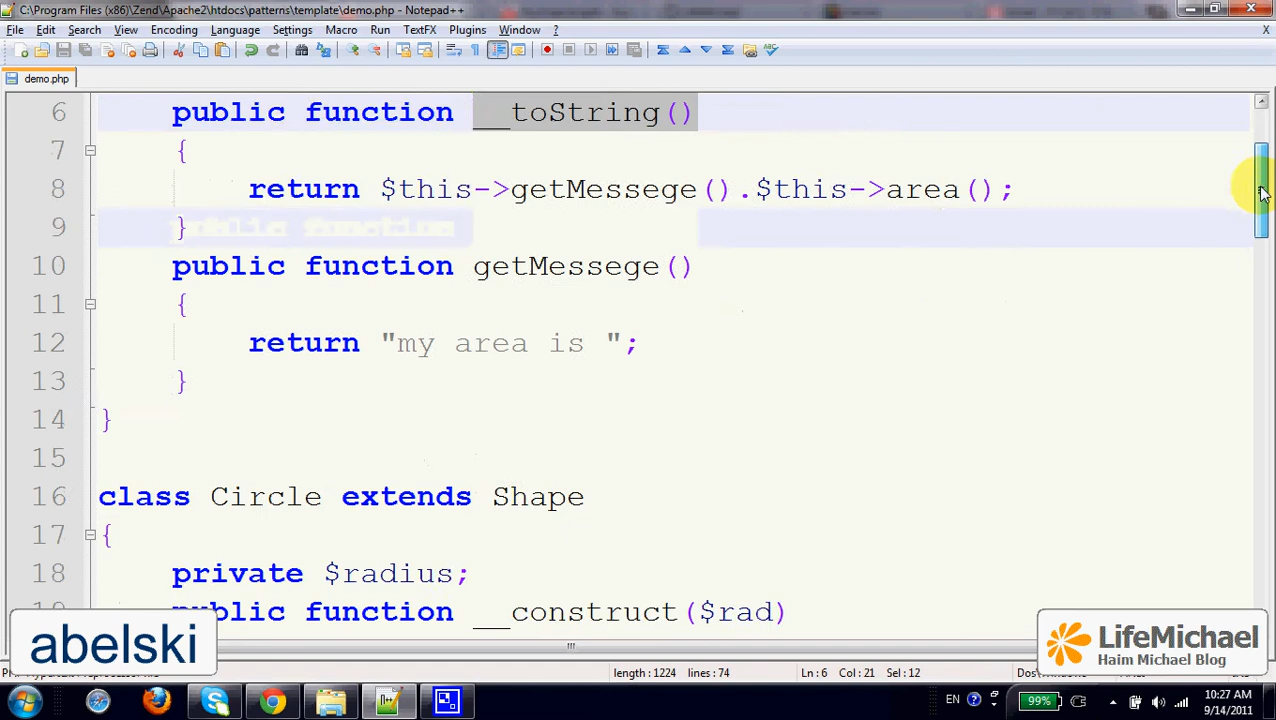 C:\Program Files (x86)\Zend\Apache2\htdocs\patterns\template\demo.php - Notepad++
File Edit Search View Encoding Language Settings Macro Run TextFX Plugins Window ? X
demo.php
6 public function __toString()
7 {
8 return $this->getMessege().$this->area();
9 }
10 public function getMessege()
11 {
12 return "my area is ";
13 }
14 }
15
16 class Circle extends Shape
17 {
18 private $radius;
public function __construct($rad)
abelski
LifeMichael
Haim Michael Blog
length : 1224 lines : 74 Ln : 6 Col : 21 Sel : 12
EN 99% 10:27 AM
9/14/2011